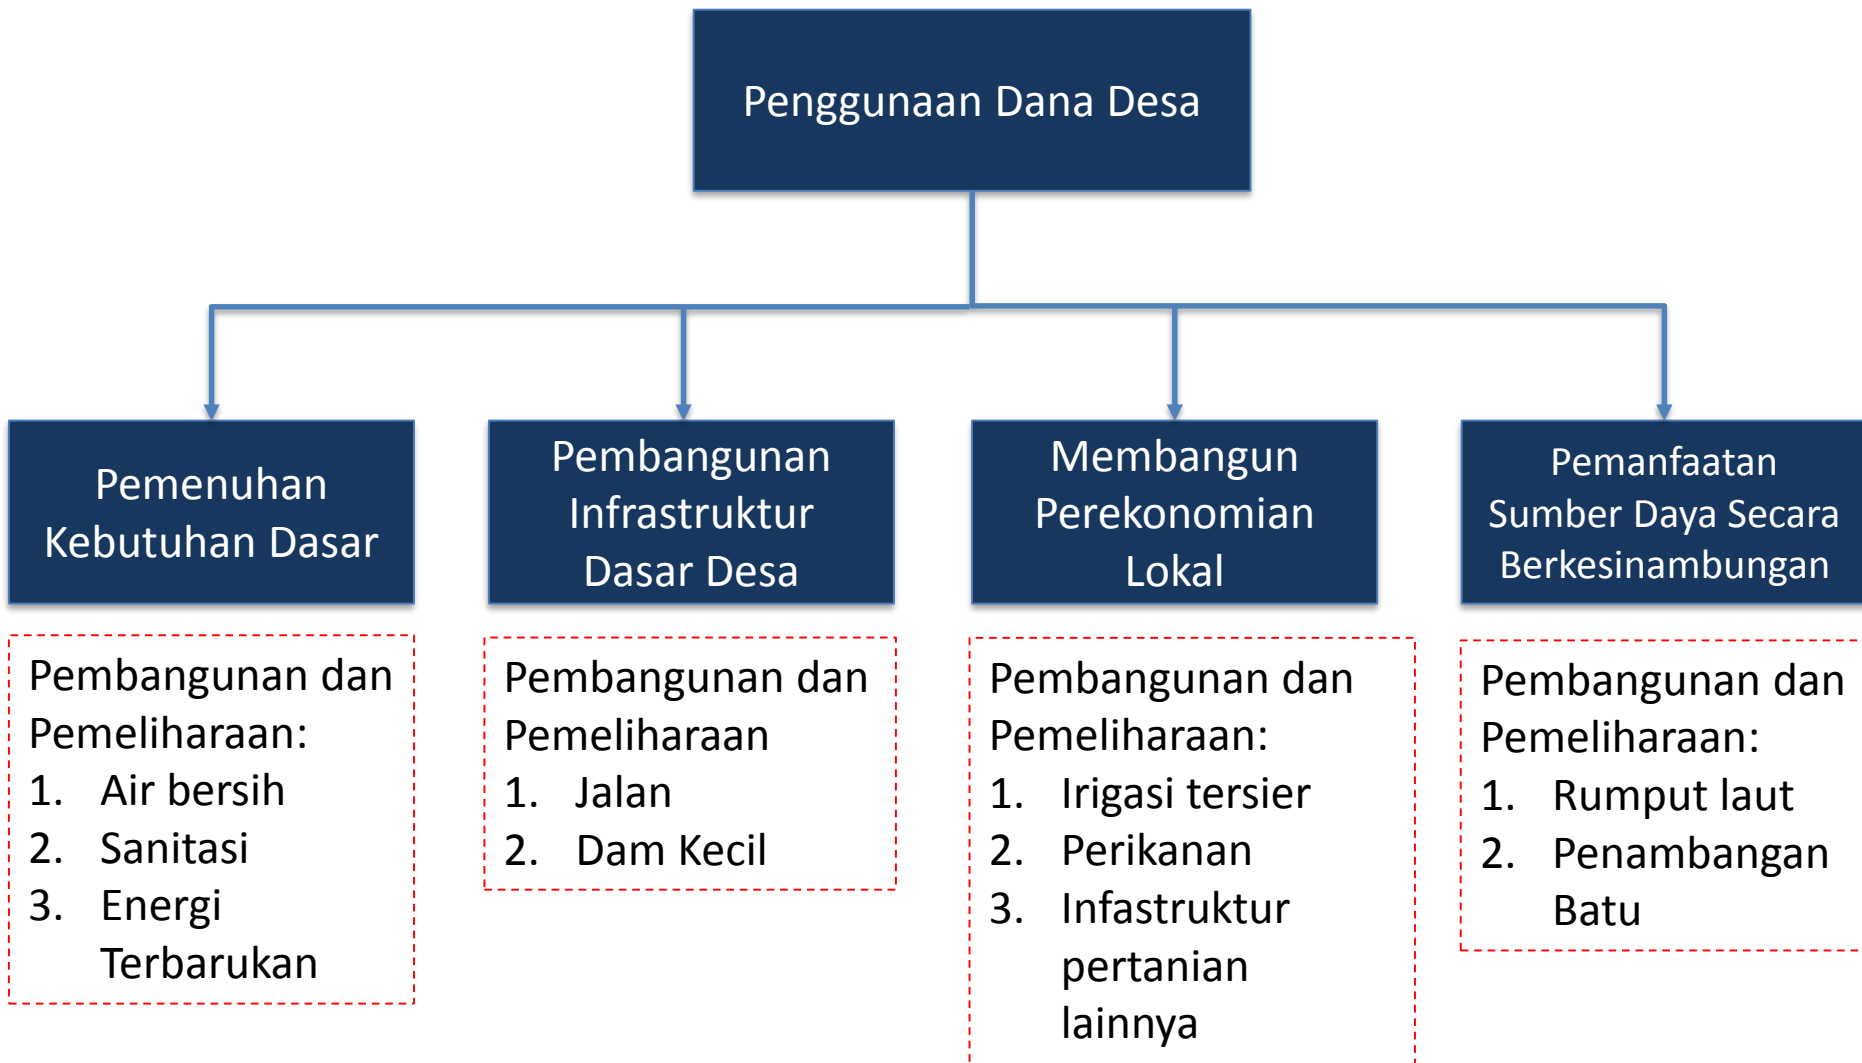 Penggunaan Dana Desa
Pemenuhan
Kebutuhan Dasar
Pembangunan
Infrastruktur
Dasar Desa
Membangun
Perekonomian
Lokal
Pemanfaatan
Sumber Daya Secara
Berkesinambungan
Pembangunan dan
Pemeliharaan:
1. Air bersih
2. Sanitasi
3. Energi
Terbarukan
Pembangunan dan
Pemeliharaan
1. Jalan
2. Dam Kecil
Pembangunan dan
Pemeliharaan:
1. Irigasi tersier
2. Perikanan
3. Infastruktur
pertanian
lainnya
Pembangunan dan
Pemeliharaan:
1. Rumput laut
2. Penambangan
Batu